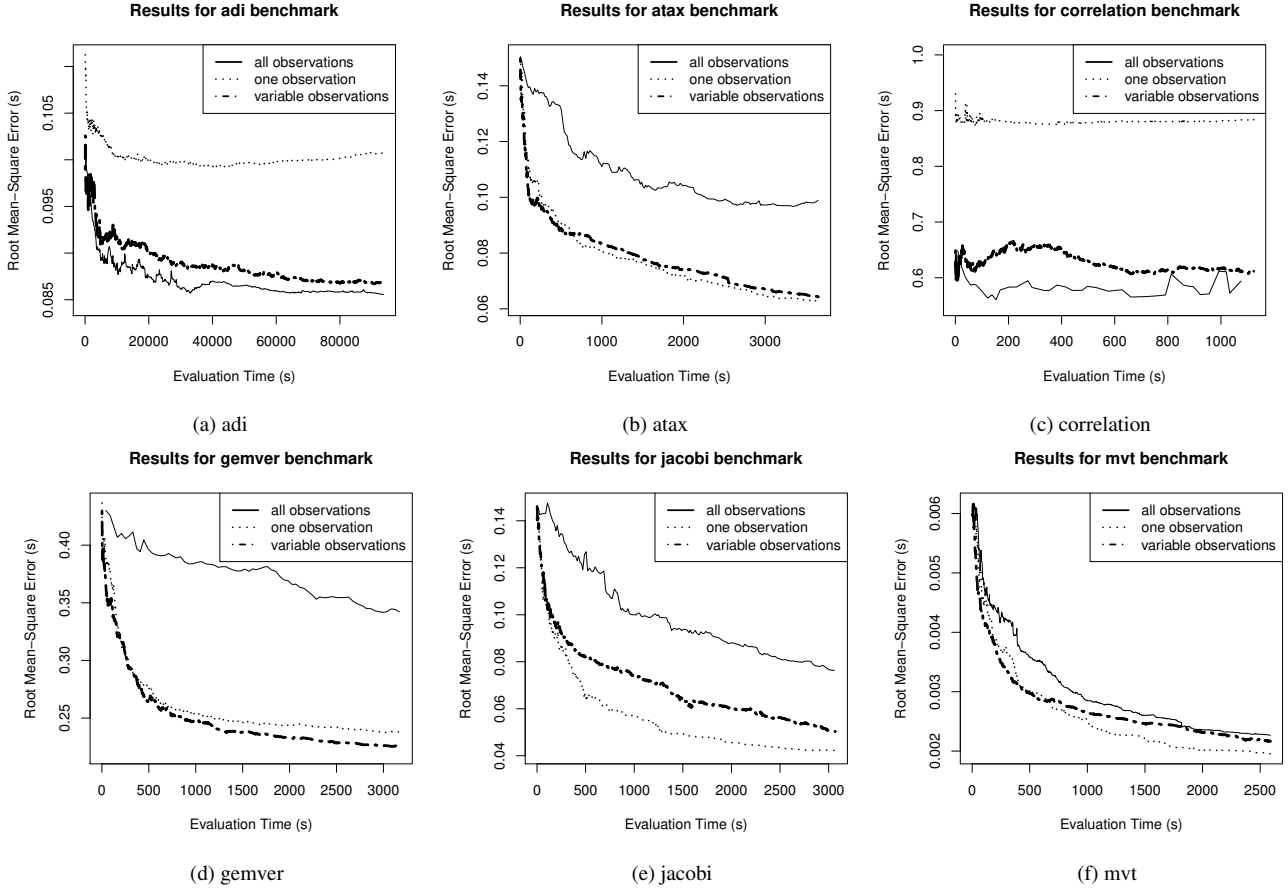 Results for adi benchmark
Root Mean−Square Error (s)
0.105
0.095
0.085
all observations
one observation
variable observations
0 20000 40000 60000 80000
Evaluation Time (s)
(a) adi
Results for atax benchmark
Root Mean−Square Error (s)
0.14
0.12
0.10
0.08
0.06
all observations
one observation
variable observations
0 1000 2000 3000
Evaluation Time (s)
(b) atax
Results for correlation benchmark
Root Mean−Square Error (s)
1.0
0.9
0.8
0.7
0.6
all observations
one observation
variable observations
0 200 400 600 800 1000
Evaluation Time (s)
(c) correlation
Results for gemver benchmark
Root Mean−Square Error (s)
0.40
0.35
0.30
0.25
all observations
one observation
variable observations
0 500 1000 1500 2000 2500 3000
Evaluation Time (s)
(d) gemver
Results for jacobi benchmark
Root Mean−Square Error (s)
0.14
0.12
0.10
0.08
0.06
0.04
all observations
one observation
variable observations
0 500 1000 1500 2000 2500 3000
Evaluation Time (s)
(e) jacobi
Results for mvt benchmark
Root Mean−Square Error (s)
0.006
0.005
0.004
0.003
0.002
all observations
one observation
variable observations
0 500 1000 1500 2000 2500
Evaluation Time (s)
(f) mvt